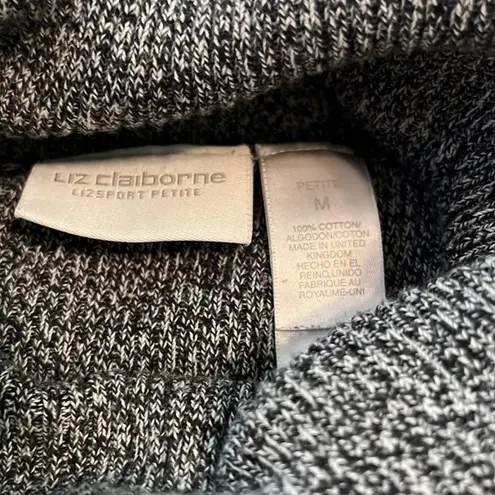 Liz claiborne
LIZSPORT PETITE
PETITE
M
100% COTTON/
ALGODON/COTON
MADE IN UNITED
KINGDOM
HECHO EN EL
REINO UNIDO
FABRIQUE AU
ROYAUME-UNI